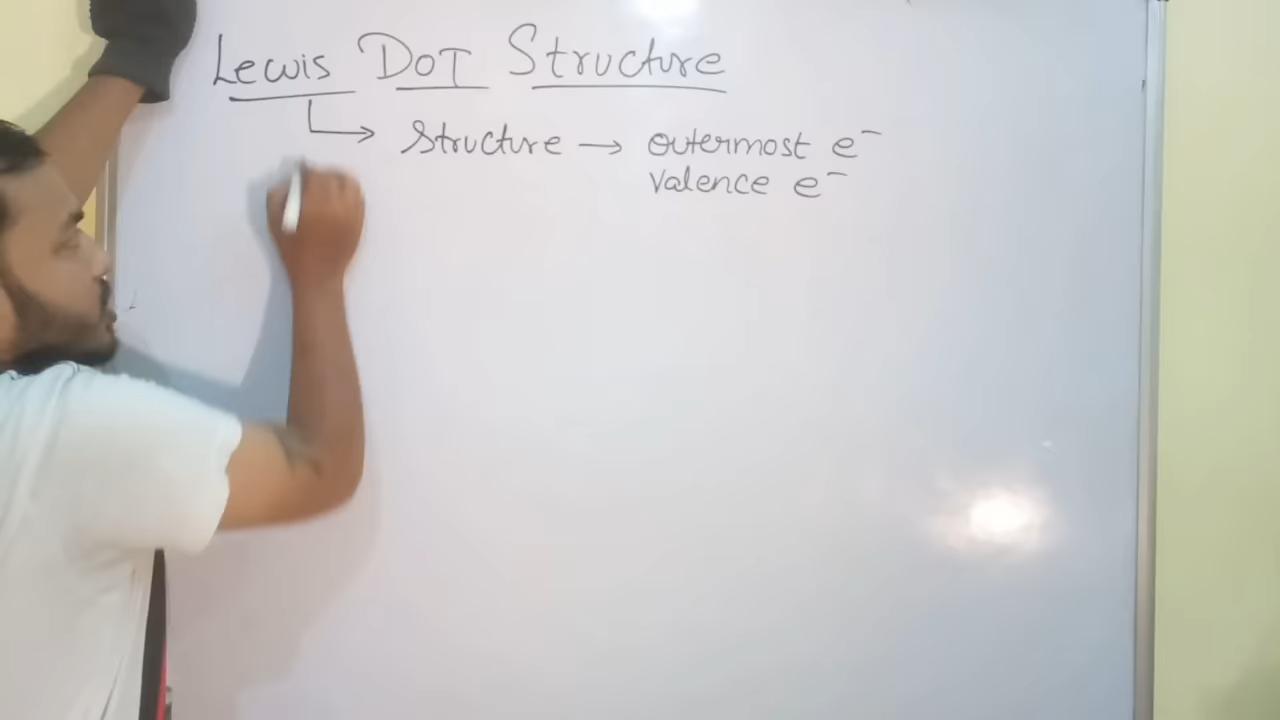 Lewis DOT Structure
Structure → outermost e⁻
Valence e⁻